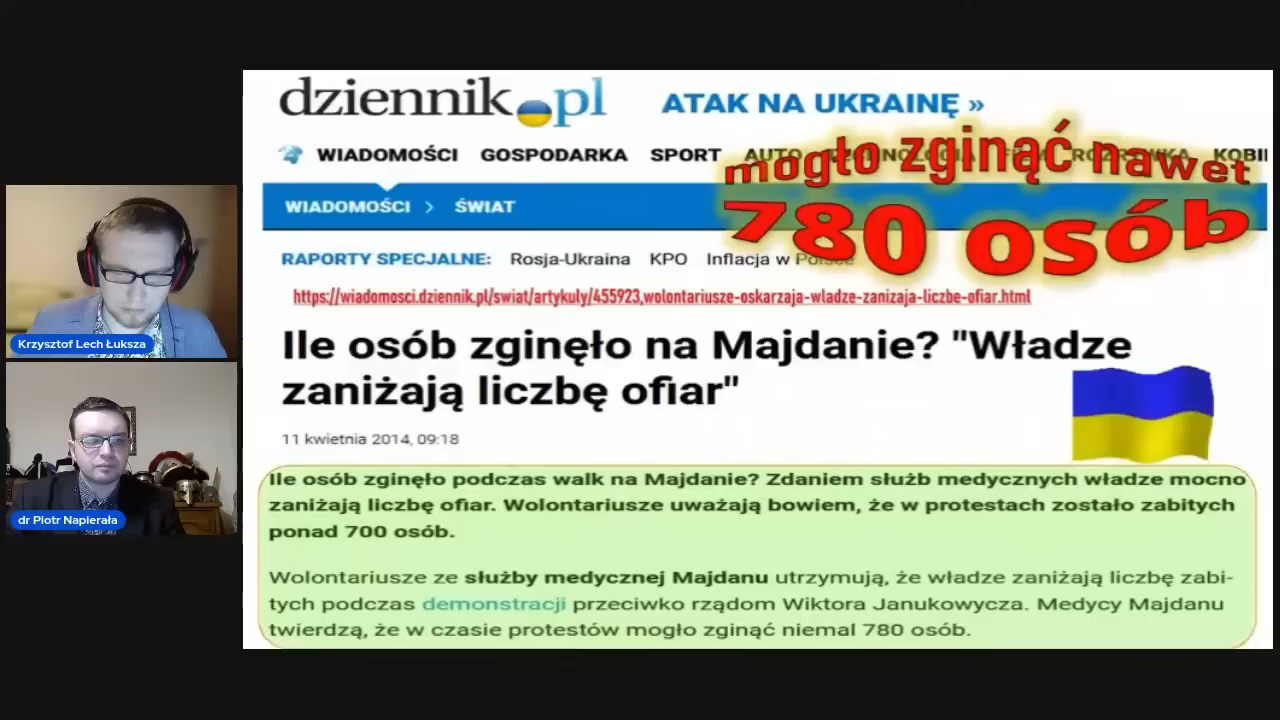 dziennik.pl
ATAK NA UKRAINĘ »
WIADOMOŚCI GOSPODARKA SPORT AUTO TECHNOLOGIA ROZRYWKA
mogło zginąć nawet
780 osób
WIADOMOŚCI > ŚWIAT
RAPORTY SPECJALNE: Rosja-Ukraina KPO Inflacja w Polsce
https://wiadomosci.dziennik.pl/swiat/artykuly/455923,wolontariusze-oskarzaja-wladze-zanizaja-liczbe-ofiar.html
Ile osób zginęło na Majdanie? "Władze
zaniżają liczbę ofiar"
11 kwietnia 2014, 09:18
Ile osób zginęło podczas walk na Majdanie? Zdaniem służb medycznych władze mocno
zaniżają liczbę ofiar. Wolontariusze uważają bowiem, że w protestach zostało zabitych
ponad 700 osób.
Wolontariusze ze służby medycznej Majdanu utrzymują, że władze zaniżają liczbę zabi-
tych podczas demonstracji przeciwko rządom Wiktora Janukowycza. Medycy Majdanu
twierdzą, że w czasie protestów mogło zginąć niemal 780 osób.
Krzysztof Lech Łuksza
dr Piotr Napierała